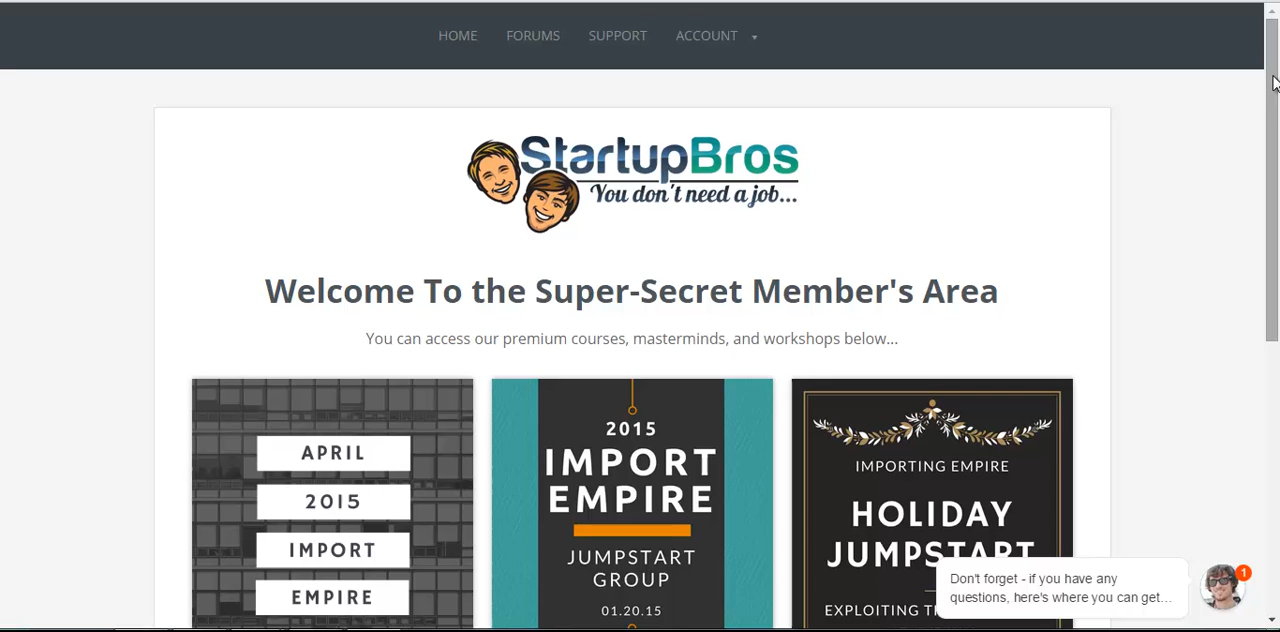 HOME FORUMS SUPPORT ACCOUNT
StartupBros
You don't need a job...
Welcome To the Super-Secret Member's Area
You can access our premium courses, masterminds, and workshops below...
APRIL
2015
IMPORT
EMPIRE
2015
IMPORT
EMPIRE
JUMPSTART
GROUP
01.20.15
IMPORTING EMPIRE
HOLIDAY
JUMPSTART
EXPLOITING
Don't forget - if you have any
questions, here's where you can get...
1